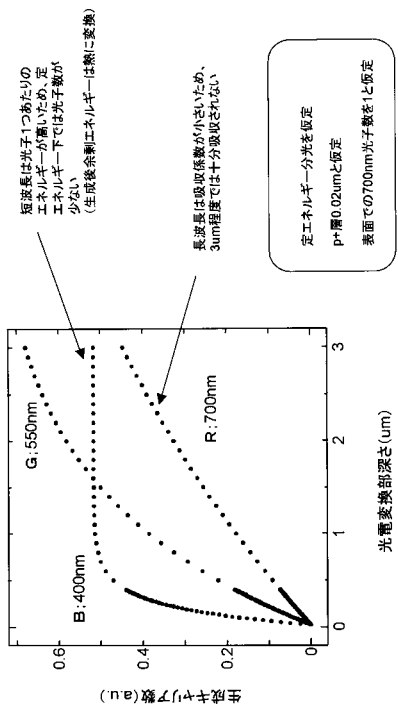 短波長は光子1つあたりの
エネルギーが高いため、定
エネルギー下では光子数が
少ない
(生成後余剰エネルギーは熱に変換)
長波長は吸収係数が小さいため、
3um程度では十分吸収されない
定エネルギー分光を仮定
p+層0.02umと仮定
表面での700nm光子数を1と仮定
生成キャリア数(a.u.)
0.6
0.4
0.2
0
G;550nm
B;400nm
R;700nm
0
1
2
3
光電変換部深さ(um)